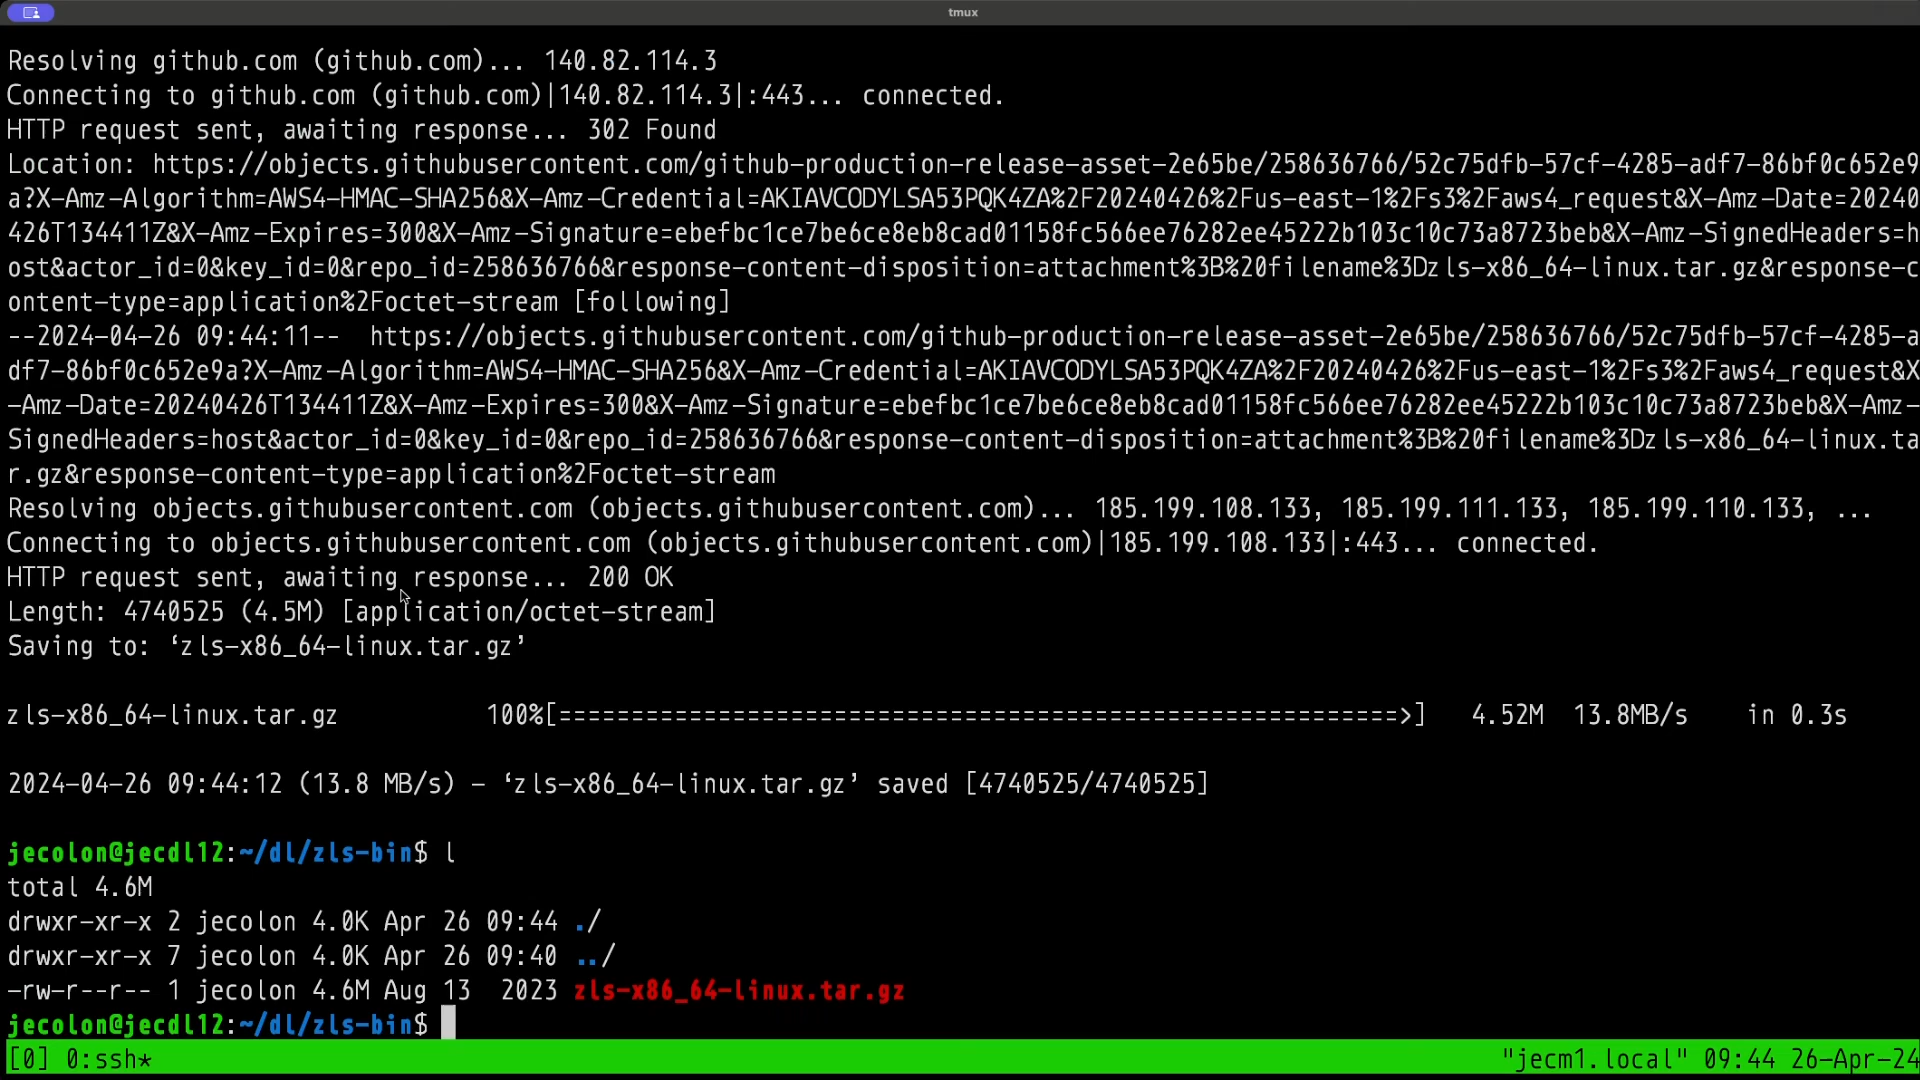 tmux
Resolving github.com (github.com)... 140.82.114.3
Connecting to github.com (github.com)|140.82.114.3|:443... connected.
HTTP request sent, awaiting response... 302 Found
Location: https://objects.githubusercontent.com/github-production-release-asset-2e65be/258636766/52c75dfb-57cf-4285-adf7-86bf0c652e9
a?X-Amz-Algorithm=AWS4-HMAC-SHA256&X-Amz-Credential=AKIAVCODYLSA53PQK4ZA%2F20240426%2Fus-east-1%2Fs3%2Faws4_request&X-Amz-Date=20240
426T134411Z&X-Amz-Expires=300&X-Amz-Signature=ebefbc1ce7be6ce8eb8cad01158fc566ee76282ee45222b103c10c73a8723beb&X-Amz-SignedHeaders=h
ost&actor_id=0&key_id=0&repo_id=258636766&response-content-disposition=attachment%3B%20filename%3Dzls-x86_64-linux.tar.gz&response-c
ontent-type=application%2Foctet-stream [following]
--2024-04-26 09:44:11--  https://objects.githubusercontent.com/github-production-release-asset-2e65be/258636766/52c75dfb-57cf-4285-a
df7-86bf0c652e9a?X-Amz-Algorithm=AWS4-HMAC-SHA256&X-Amz-Credential=AKIAVCODYLSA53PQK4ZA%2F20240426%2Fus-east-1%2Fs3%2Faws4_request&X
-Amz-Date=20240426T134411Z&X-Amz-Expires=300&X-Amz-Signature=ebefbc1ce7be6ce8eb8cad01158fc566ee76282ee45222b103c10c73a8723beb&X-Amz-
SignedHeaders=host&actor_id=0&key_id=0&repo_id=258636766&response-content-disposition=attachment%3B%20filename%3Dzls-x86_64-linux.ta
r.gz&response-content-type=application%2Foctet-stream
Resolving objects.githubusercontent.com (objects.githubusercontent.com)... 185.199.108.133, 185.199.111.133, 185.199.110.133, ...
Connecting to objects.githubusercontent.com (objects.githubusercontent.com)|185.199.108.133|:443... connected.
HTTP request sent, awaiting response... 200 OK
Length: 4740525 (4.5M) [application/octet-stream]
Saving to: ‘zls-x86_64-linux.tar.gz’
zls-x86_64-linux.tar.gz 100%[==========================================================>] 4.52M 13.8MB/s in 0.3s
2024-04-26 09:44:12 (13.8 MB/s) - ‘zls-x86_64-linux.tar.gz’ saved [4740525/4740525]
jecolon@jecdl12:~/dl/zls-bin$ l
total 4.6M
drwxr-xr-x 2 jecolon 4.0K Apr 26 09:44 ./
drwxr-xr-x 7 jecolon 4.0K Apr 26 09:40 ../
-rw-r--r-- 1 jecolon 4.6M Aug 13  2023 zls-x86_64-linux.tar.gz
jecolon@jecdl12:~/dl/zls-bin$
[0] 0:ssh* "jecm1.local" 09:44 26-Apr-24